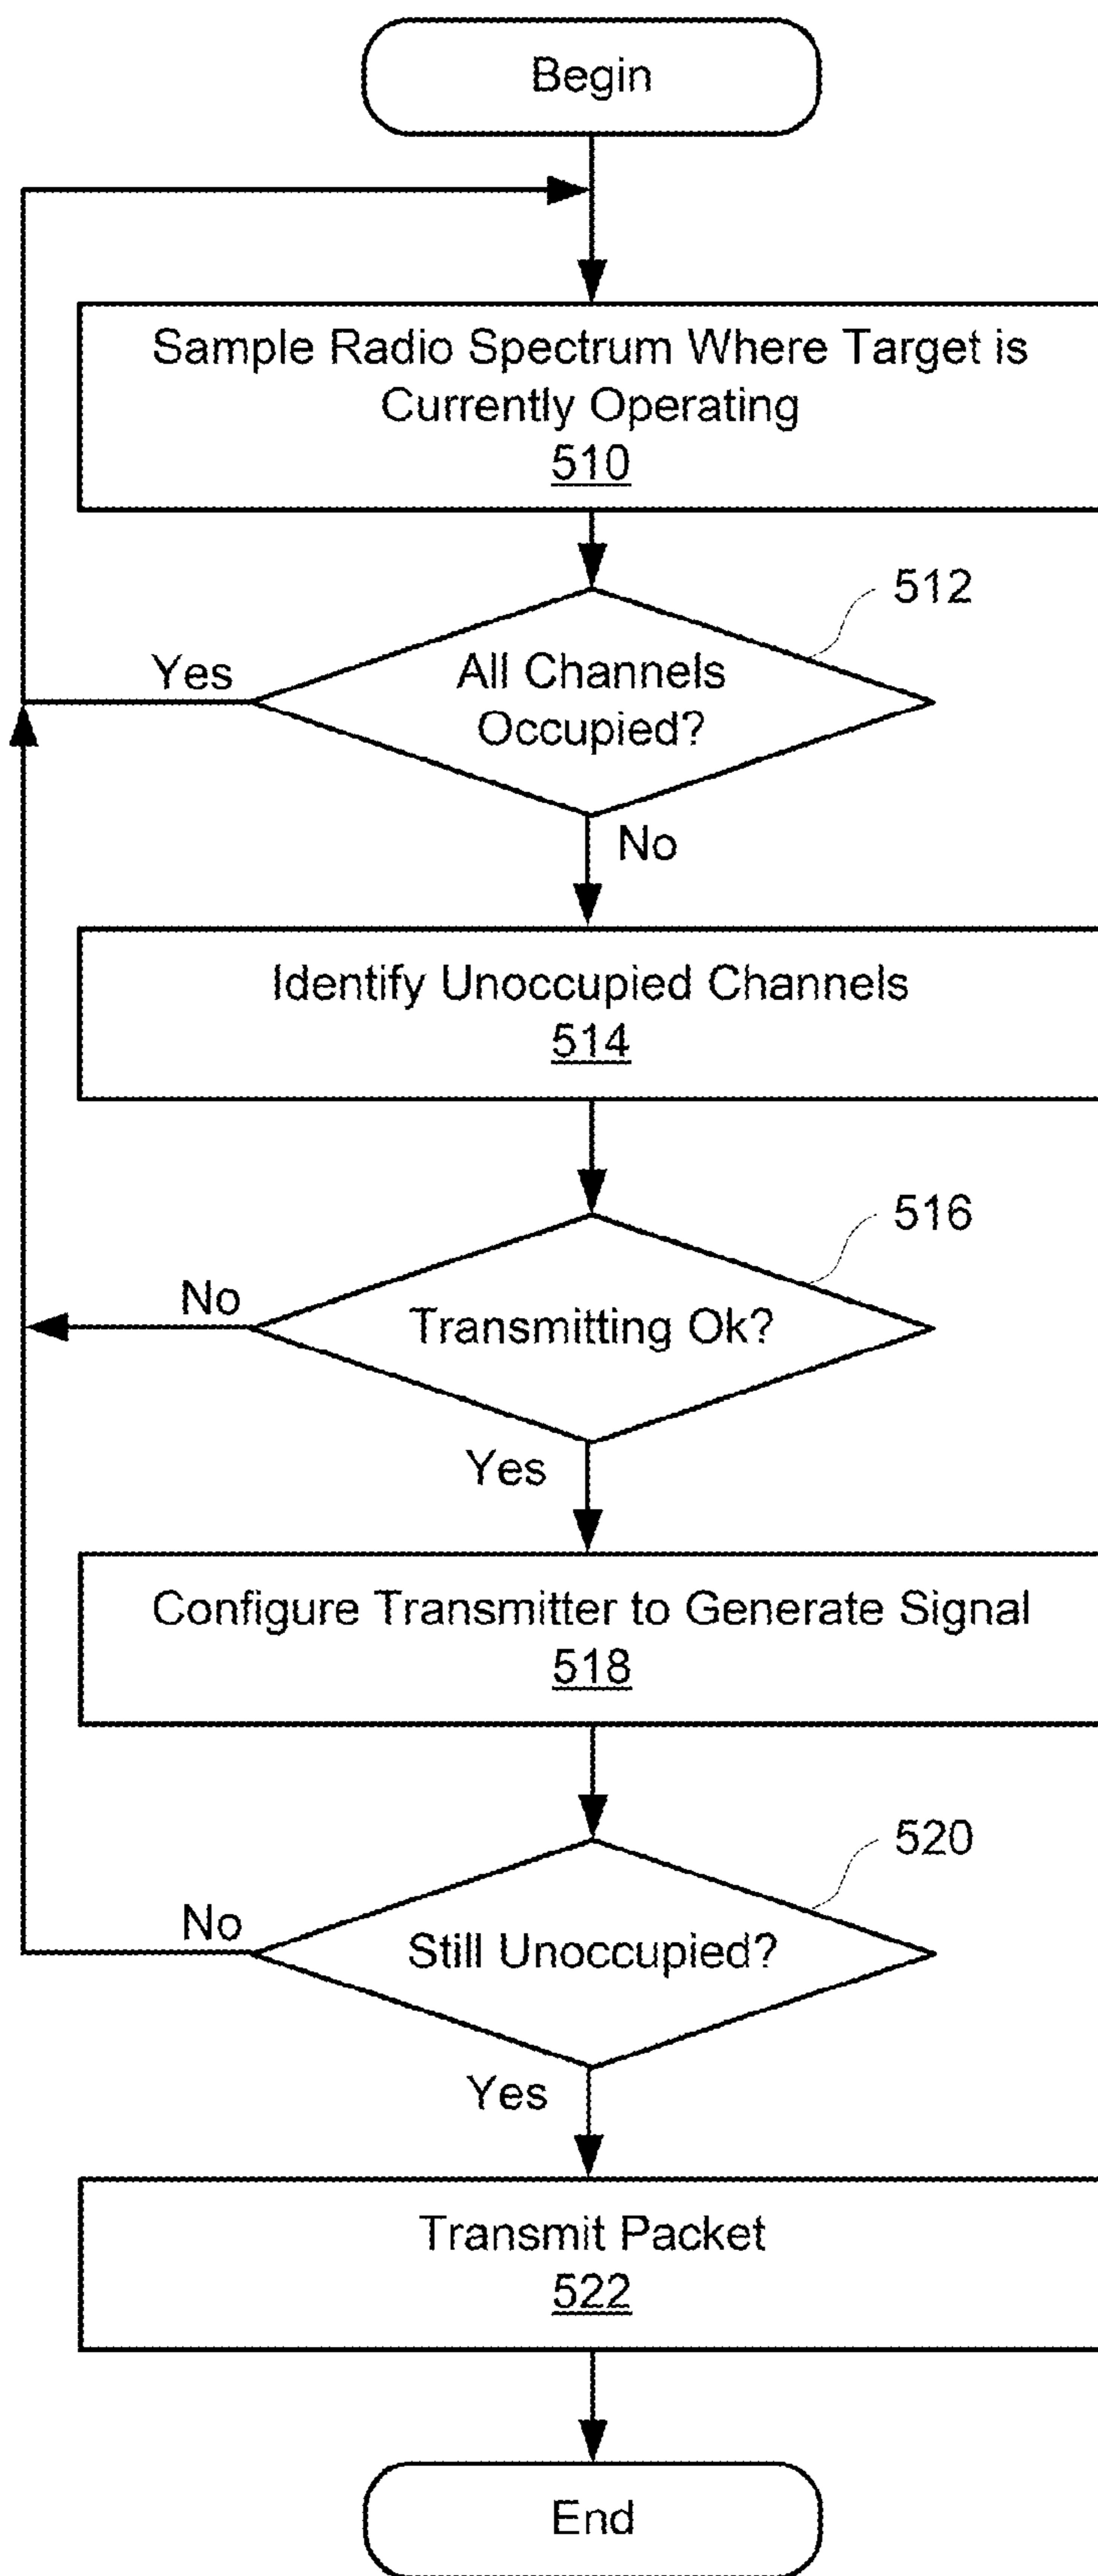 Begin
Sample Radio Spectrum Where Target is
Currently Operating
510
512
Yes
All Channels
Occupied?
No
Identify Unoccupied Channels
514
516
No
Transmitting Ok?
Yes
Configure Transmitter to Generate Signal
518
520
No
Still Unoccupied?
Yes
Transmit Packet
522
End